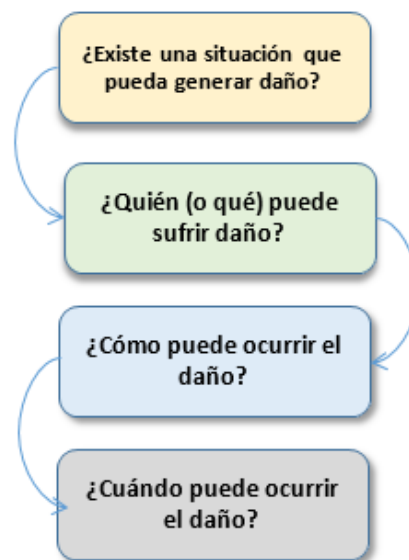 ¿Existe una situación que
pueda generar daño?
¿Quién (o qué) puede
sufrir daño?
¿Cómo puede ocurrir el
daño?
¿Cuándo puede ocurrir
el daño?